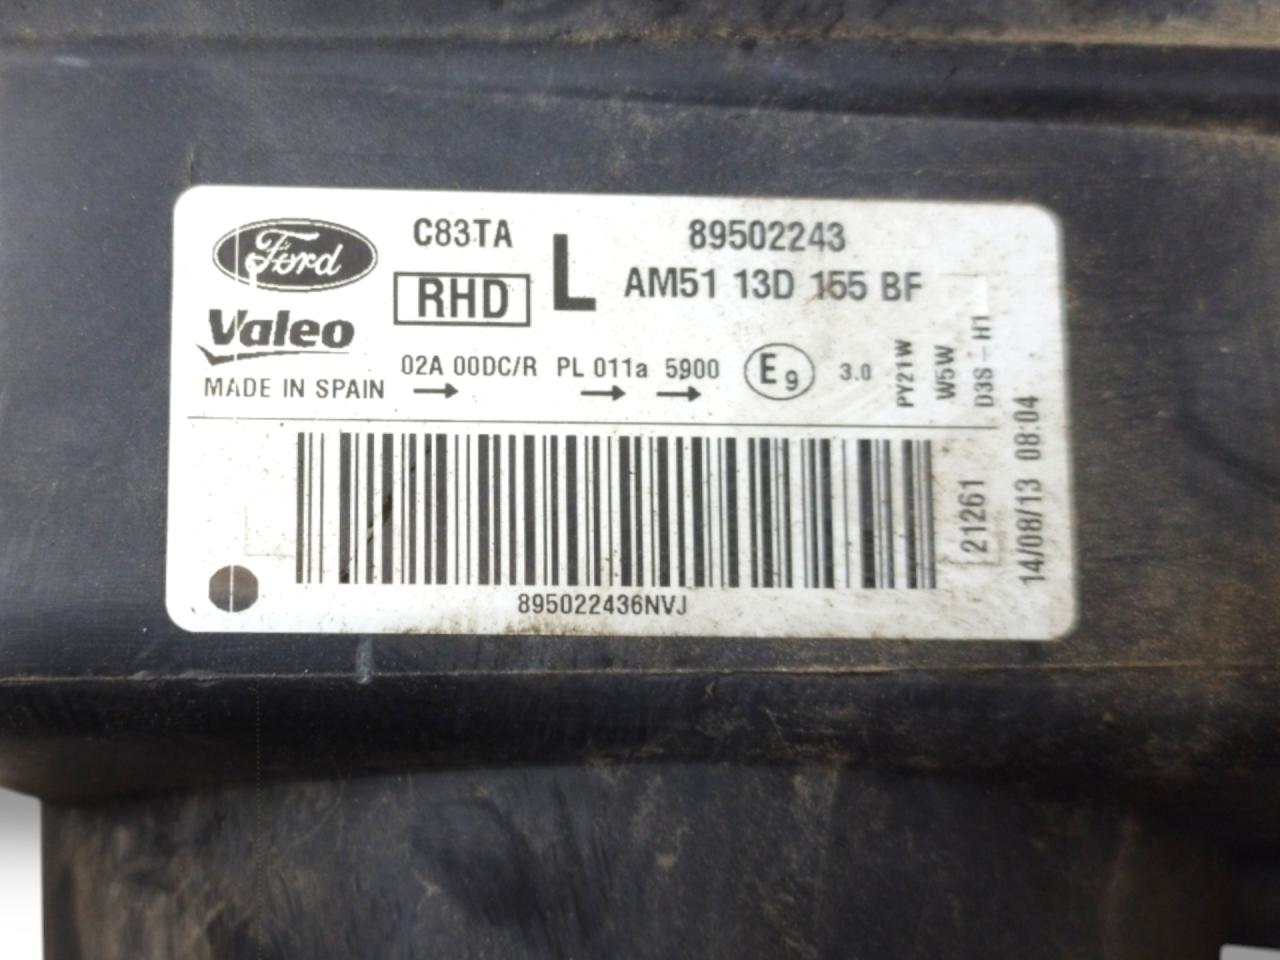 Ford
C83TA
L
89502243
RHD
AM51 13D 155 BF
Valeo
MADE IN SPAIN
02A 00DC/R PL 011a 5900 E9 3.0
→ → →
PY21W
W5W
D3S - H1
21261
14/08/13 08:04
895022436NVJ